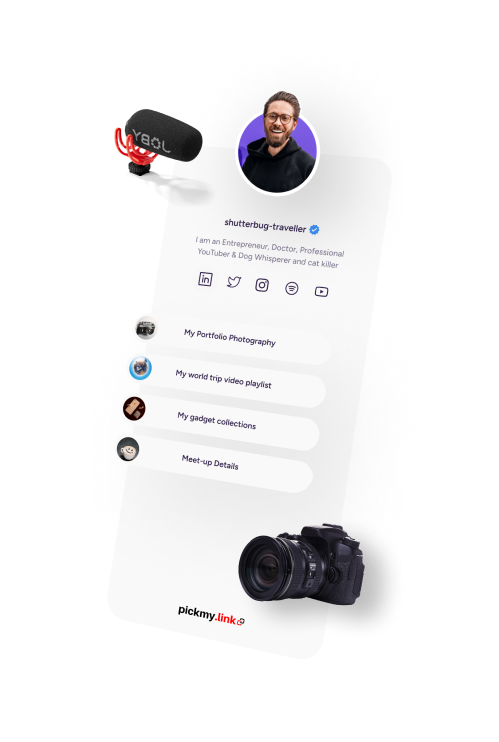 YBOL
shutterbug-traveller
I am an Entrepreneur, Doctor, Professional
YouTuber & Dog Whisperer and cat killer
My Portfolio Photography
My world trip video playlist
My gadget collections
Meet-up Details
pickmy.link